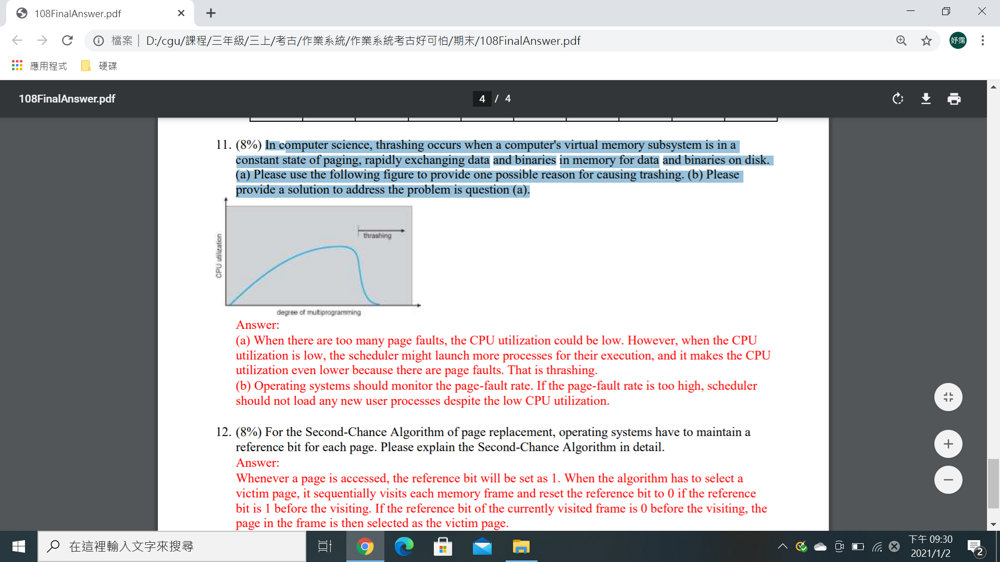 108FinalAnswer.pdf
檔案 D:/cgu/課程/三年級/三上/考古/作業系統/作業系統考古好可怕/期末/108FinalAnswer.pdf
妤霈
應用程式 硬碟
108FinalAnswer.pdf
4 / 4
11. (8%) In computer science, thrashing occurs when a computer's virtual memory subsystem is in a
constant state of paging, rapidly exchanging data and binaries in memory for data and binaries on disk.
(a) Please use the following figure to provide one possible reason for causing trashing. (b) Please
provide a solution to address the problem is question (a).
thrashing
CPU utilization
degree of multiprogramming
Answer:
(a) When there are too many page faults, the CPU utilization could be low. However, when the CPU
utilization is low, the scheduler might launch more processes for their execution, and it makes the CPU
utilization even lower because there are page faults. That is thrashing.
(b) Operating systems should monitor the page-fault rate. If the page-fault rate is too high, scheduler
should not load any new user processes despite the low CPU utilization.
12. (8%) For the Second-Chance Algorithm of page replacement, operating systems have to maintain a
reference bit for each page. Please explain the Second-Chance Algorithm in detail.
Answer:
Whenever a page is accessed, the reference bit will be set as 1. When the algorithm has to select a
victim page, it sequentially visits each memory frame and reset the reference bit to 0 if the reference
bit is 1 before the visiting. If the reference bit of the currently visited frame is 0 before the visiting, the
page in the frame is then selected as the victim page.
在這裡輸入文字來搜尋
下午 09:30
2021/1/2
2